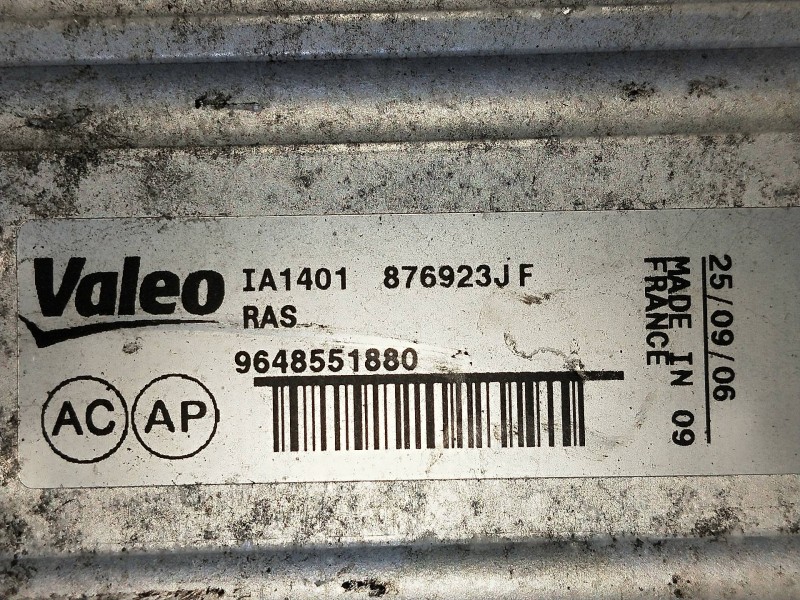 Valeo
IA1401 876923J F
RAS
9648551880
AC AP
25/09/06
MADE IN 09
FRANCE